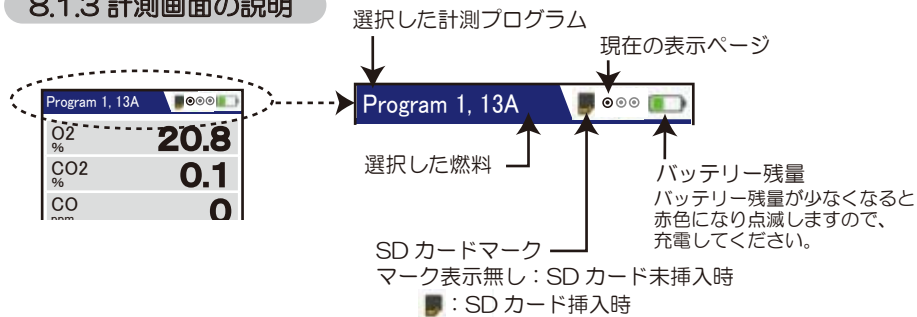 8.1.3 計測画面の説明
選択した計測プログラム
現在の表示ページ
Program 1, 13A
O2
%
20.8
CO2
%
0.1
CO
ppm
0
Program 1, 13A
選択した燃料
バッテリー残量
バッテリー残量が少なくなると
赤色になり点滅しますので、
充電してください。
SD カードマーク
マーク表示無し：SD カード未挿入時
：SD カード挿入時